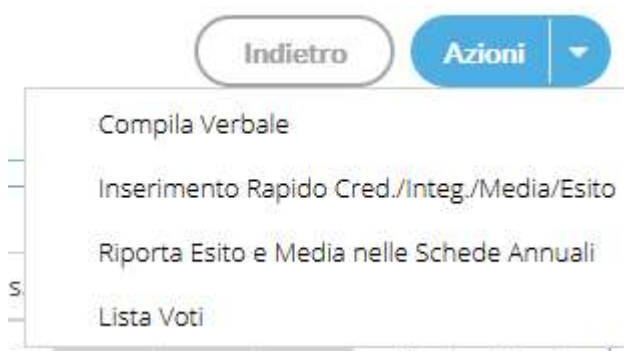 Indietro
Azioni
Compila Verbale
Inserimento Rapido Cred./Integ./Media/Esito
Riporta Esito e Media nelle Schede Annuali
s.
Lista Voti